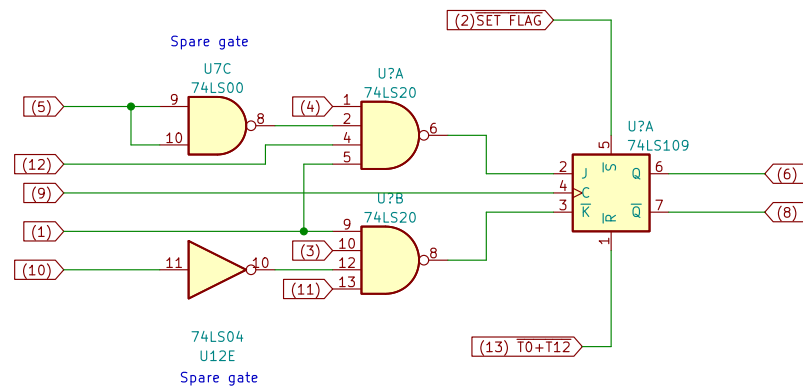 (2)SET FLAG
Spare gate
U7C
74LS00
U?A
74LS20
U?A
74LS109
(5)
9
10
8
(4)
1
2
4
5
6
5
(12)
(9)
2
4
3
J
C
K
S
R
Q
Q
6
7
(6)
(8)
1
(1)
U?B
74LS20
9
(3)
10
12
(11)
13
8
(10)
11
10
74LS04
U12E
Spare gate
(13) T0+T12